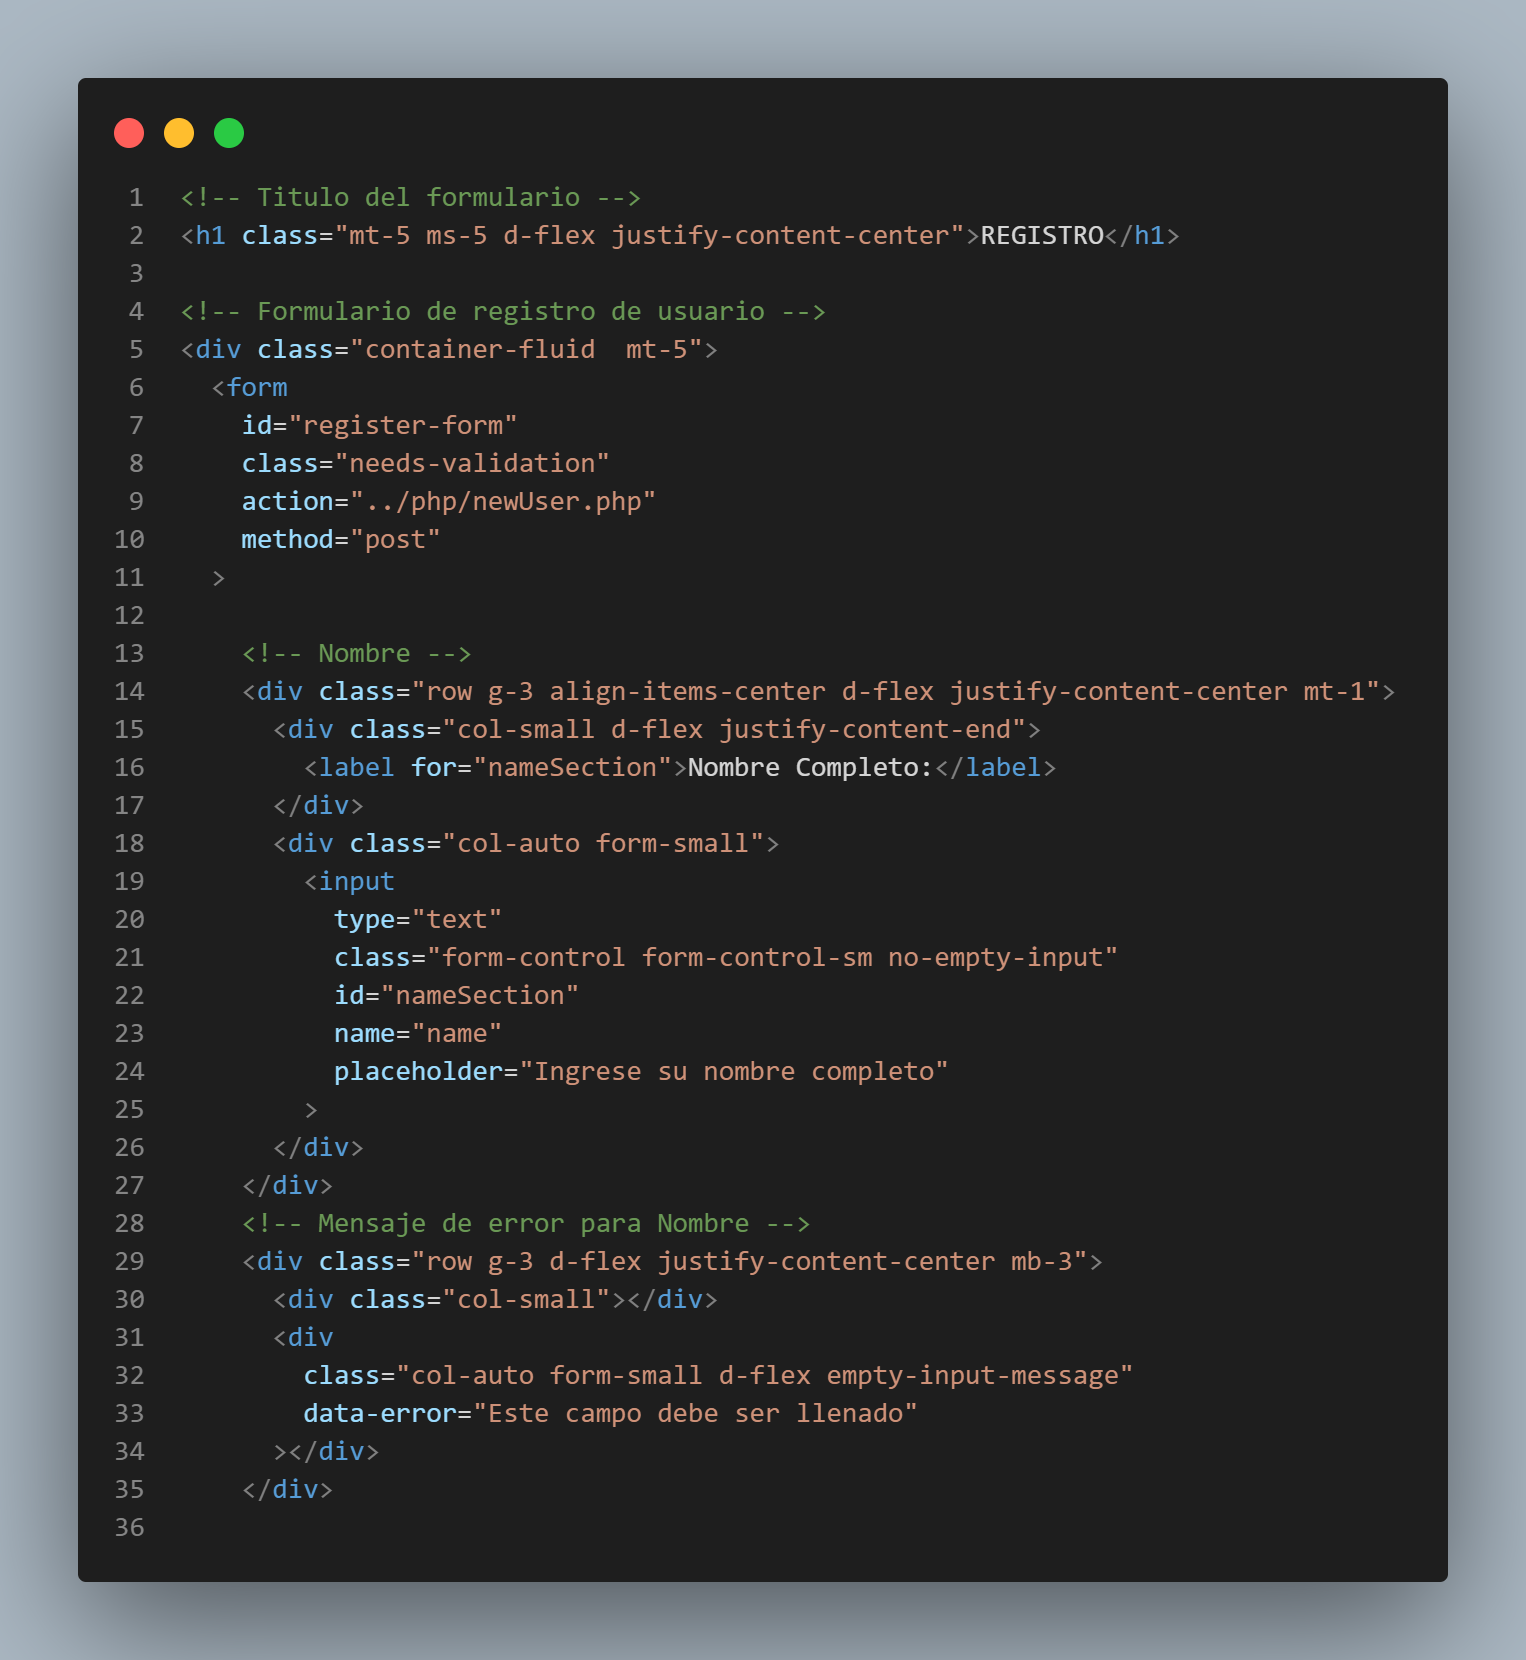 1 <!-- Titulo del formulario -->
2 <h1 class="mt-5 ms-5 d-flex justify-content-center">REGISTRO</h1>
3
4 <!-- Formulario de registro de usuario -->
5 <div class="container-fluid  mt-5">
6   <form
7     id="register-form"
8     class="needs-validation"
9     action="../php/newUser.php"
10     method="post"
11   >
12
13     <!-- Nombre -->
14     <div class="row g-3 align-items-center d-flex justify-content-center mt-1">
15       <div class="col-small d-flex justify-content-end">
16         <label for="nameSection">Nombre Completo:</label>
17       </div>
18       <div class="col-auto form-small">
19         <input
20           type="text"
21           class="form-control form-control-sm no-empty-input"
22           id="nameSection"
23           name="name"
24           placeholder="Ingrese su nombre completo"
25         >
26       </div>
27     </div>
28     <!-- Mensaje de error para Nombre -->
29     <div class="row g-3 d-flex justify-content-center mb-3">
30       <div class="col-small"></div>
31       <div
32         class="col-auto form-small d-flex empty-input-message"
33         data-error="Este campo debe ser llenado"
34       ></div>
35     </div>
36